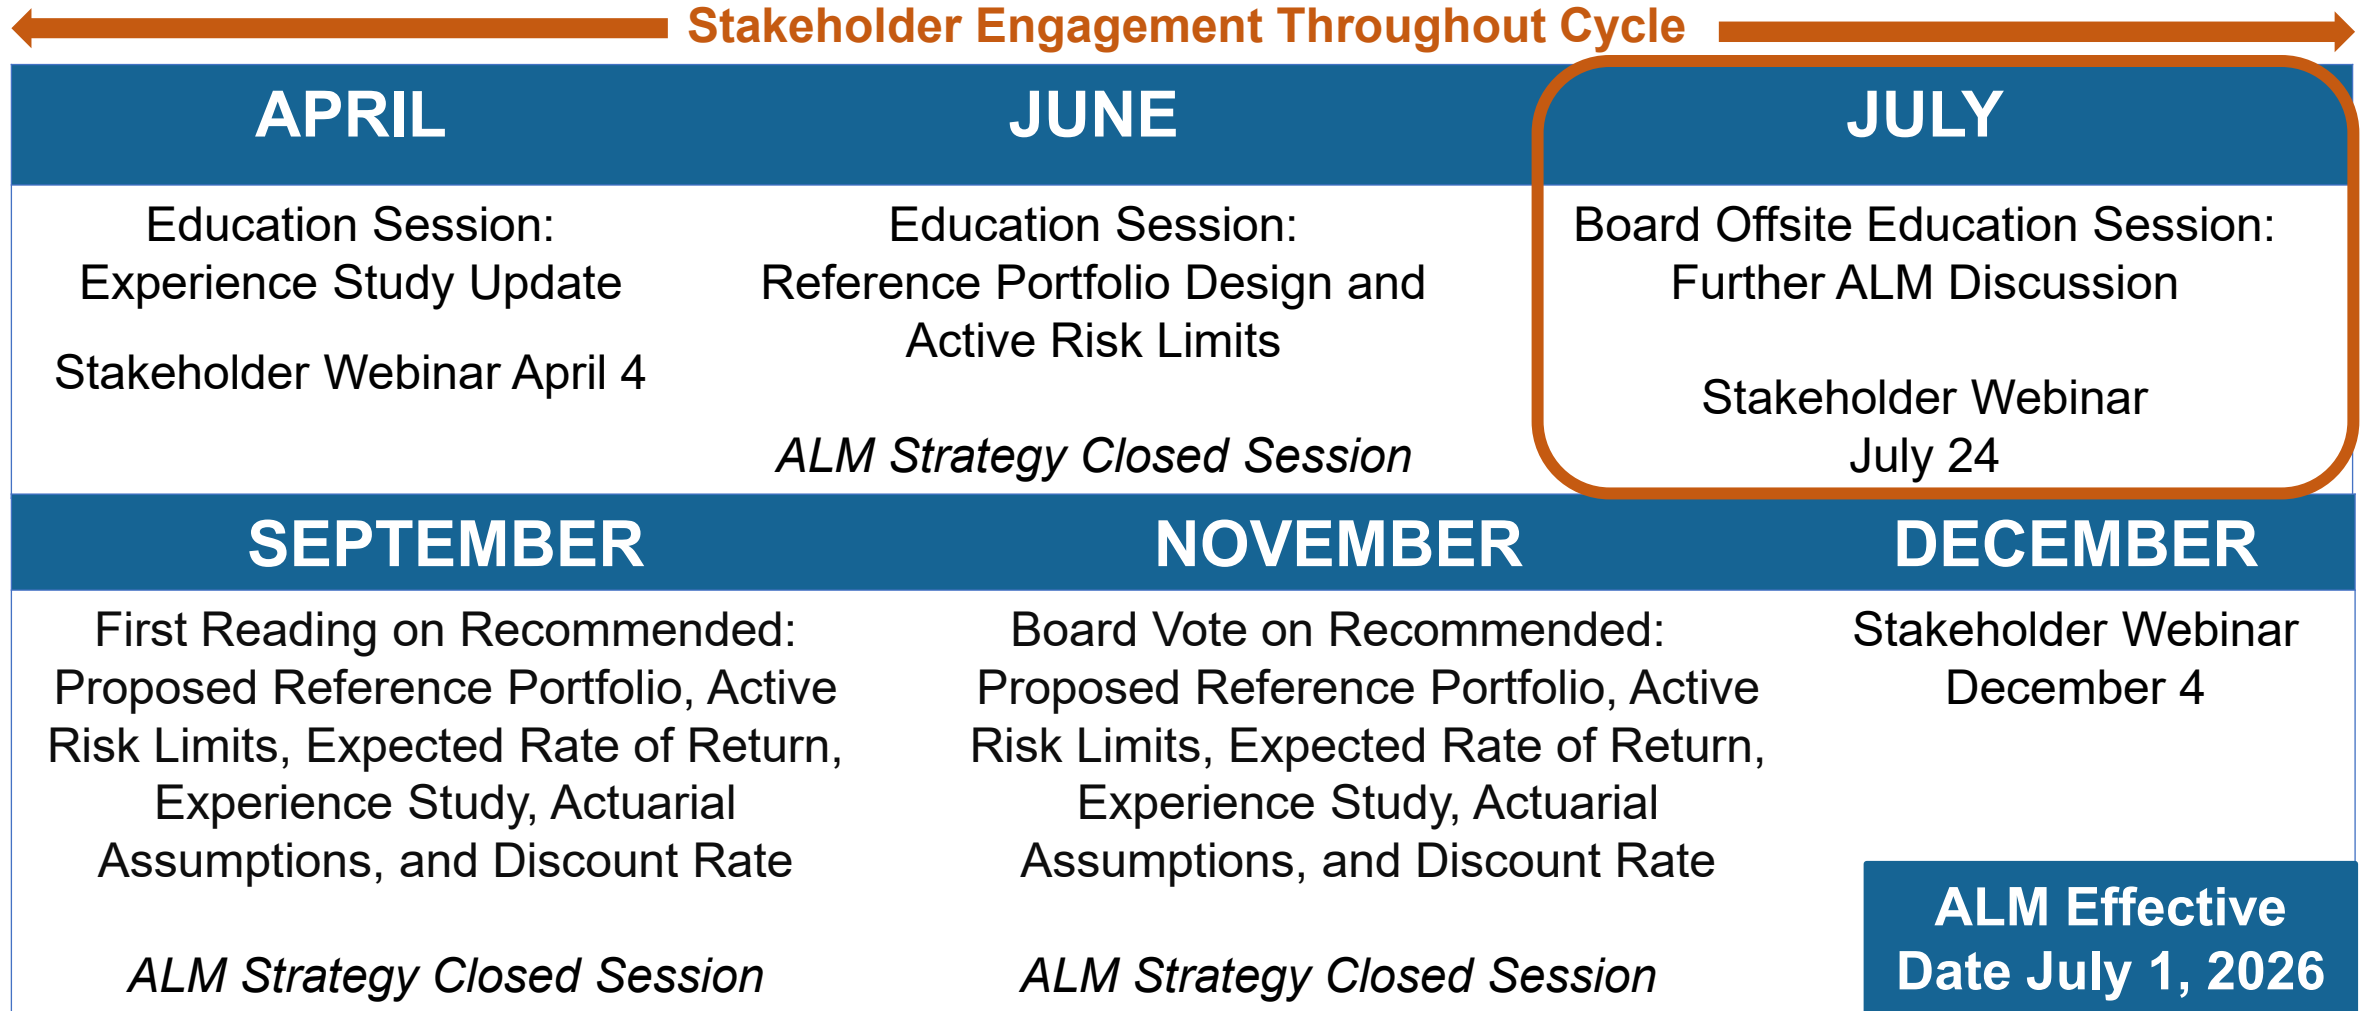 Stakeholder Engagement Throughout Cycle
APRIL
Education Session:
Experience Study Update
Stakeholder Webinar April 4
JUNE
Education Session:
Reference Portfolio Design and
Active Risk Limits
ALM Strategy Closed Session
JULY
Board Offsite Education Session:
Further ALM Discussion
Stakeholder Webinar
July 24
SEPTEMBER
First Reading on Recommended:
Proposed Reference Portfolio, Active
Risk Limits, Expected Rate of Return,
Experience Study, Actuarial
Assumptions, and Discount Rate
ALM Strategy Closed Session
NOVEMBER
Board Vote on Recommended:
Proposed Reference Portfolio, Active
Risk Limits, Expected Rate of Return,
Experience Study, Actuarial
Assumptions, and Discount Rate
ALM Strategy Closed Session
DECEMBER
Stakeholder Webinar
December 4
ALM Effective
Date July 1, 2026